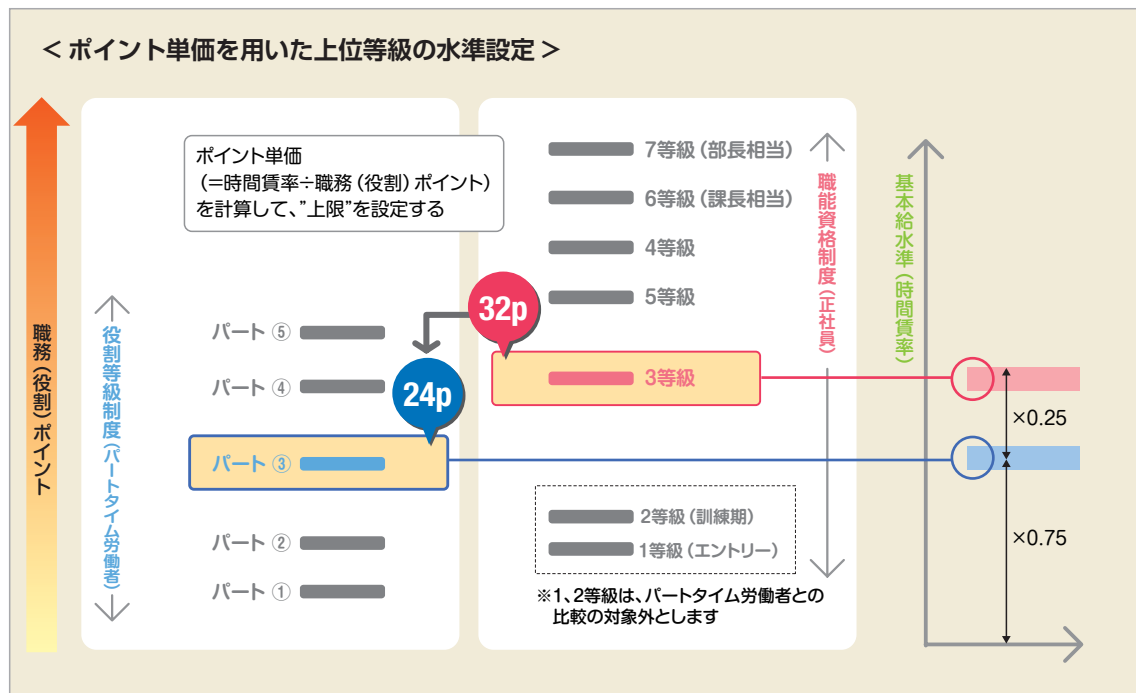 ＜ポイント単価を用いた上位等級の水準設定＞
職務（役割）ポイント
役割等級制度（パートタイム労働者）
ポイント単価
（＝時間賃率÷職務（役割）ポイント）
を計算して、”上限”を設定する
パート ⑤
パート ④
24p
パート ③
パート ②
パート ①
7等級（部長相当）
6等級（課長相当）
4等級
5等級
32p
3等級
2等級（訓練期）
1等級（エントリー）
※1、2等級は、パートタイム労働者との
比較の対象外とします
職能資格制度（正社員）
基本給水準（時間賃率）
×0.25
×0.75